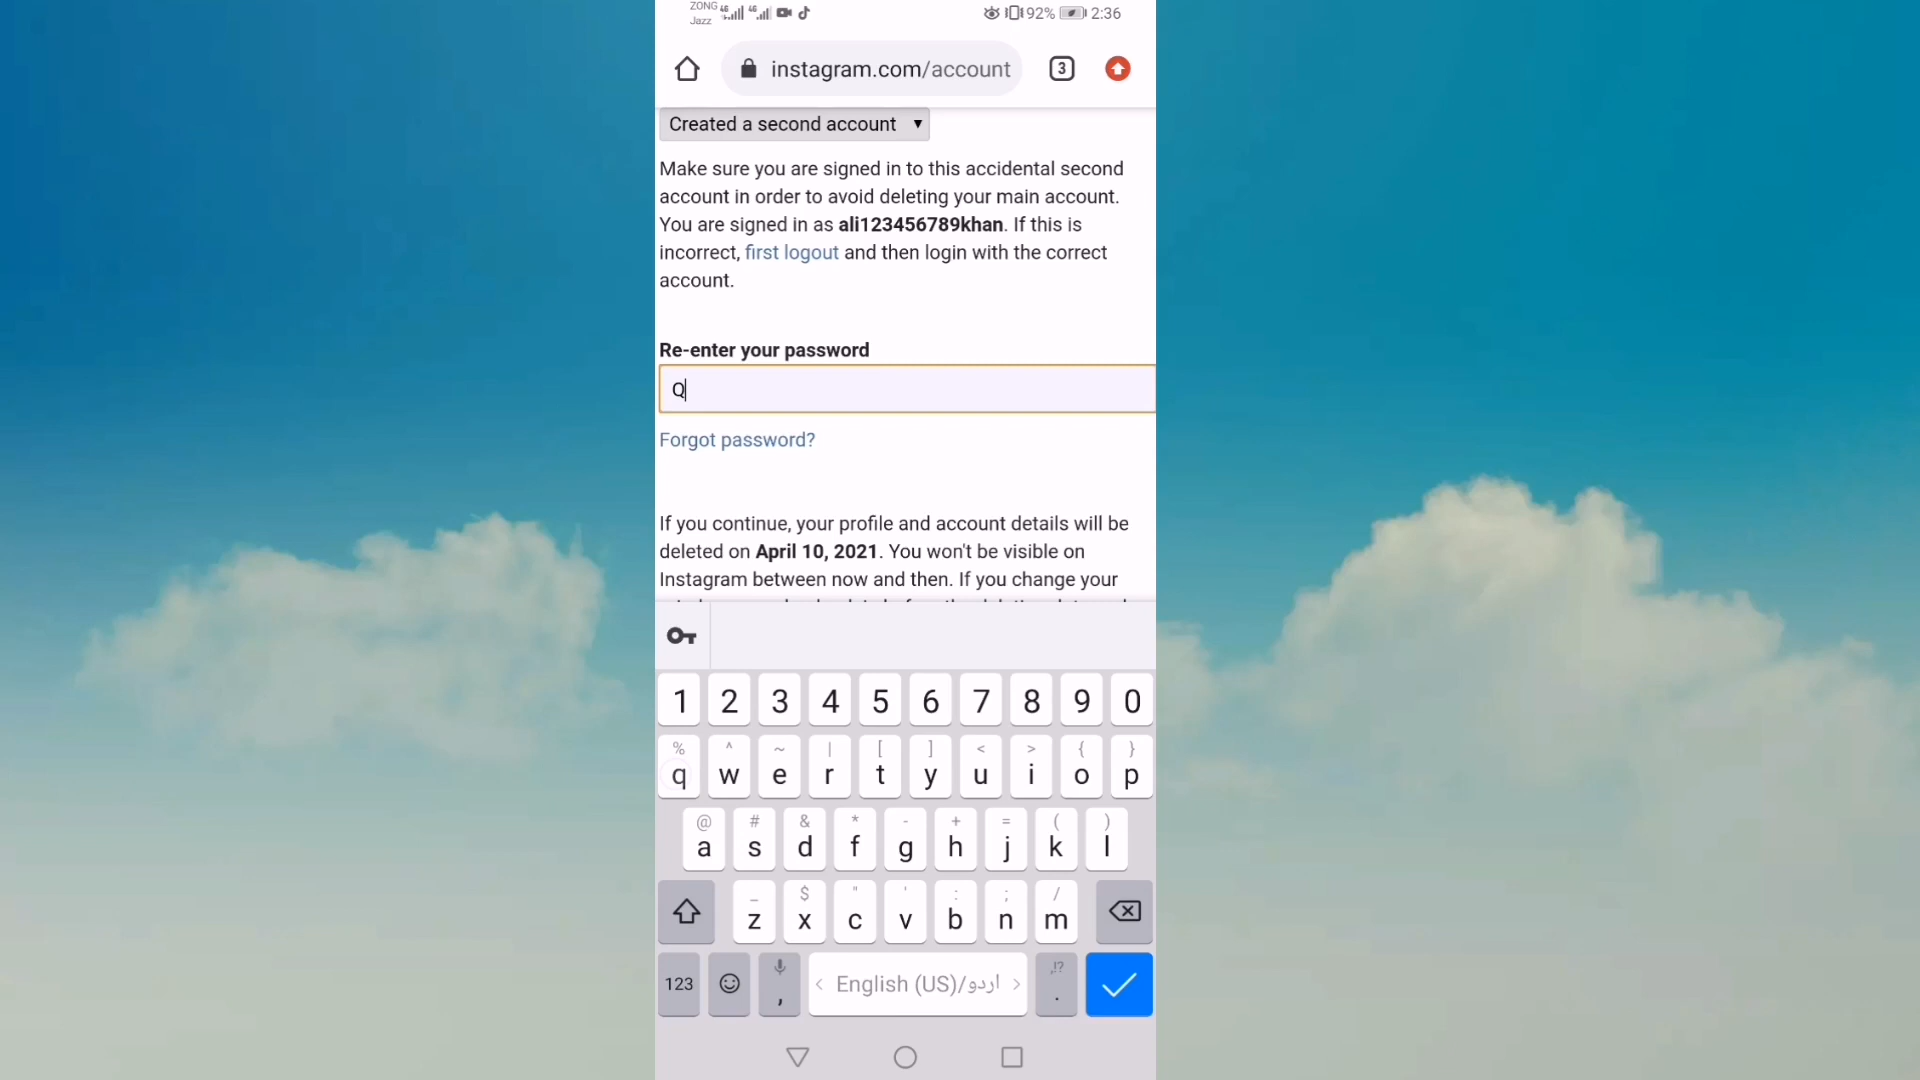 ZONG
Jazz
4G
4G
92%
2:36
instagram.com/account
3
Created a second account
Make sure you are signed in to this accidental second
account in order to avoid deleting your main account.
You are signed in as ali123456789khan. If this is
incorrect, first logout and then login with the correct
account.
Re-enter your password
Q
Forgot password?
If you continue, your profile and account details will be
deleted on April 10, 2021. You won't be visible on
Instagram between now and then. If you change your
1 2 3 4 5 6 7 8 9 0
% ^ ~ | [ ] < > { }
q w e r t y u i o p
@ # & * - + = ( )
a s d f g h j k l
_ $ " ' : ; /
z x c v b n m
123 , English (US)/اردو ,!? .